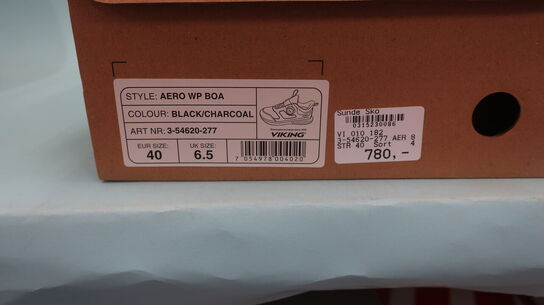 STYLE: AERO WP BOA
COLOUR: BLACK/CHARCOAL
ART NR: 3-54620-277
VIKING
EUR SIZE:
40
UK SIZE:
6.5
7 054978 004020
Sunde Sko
0315230086
VI 010 182
3-54620-277 AER 8
STR 40 Sort 4
780,-